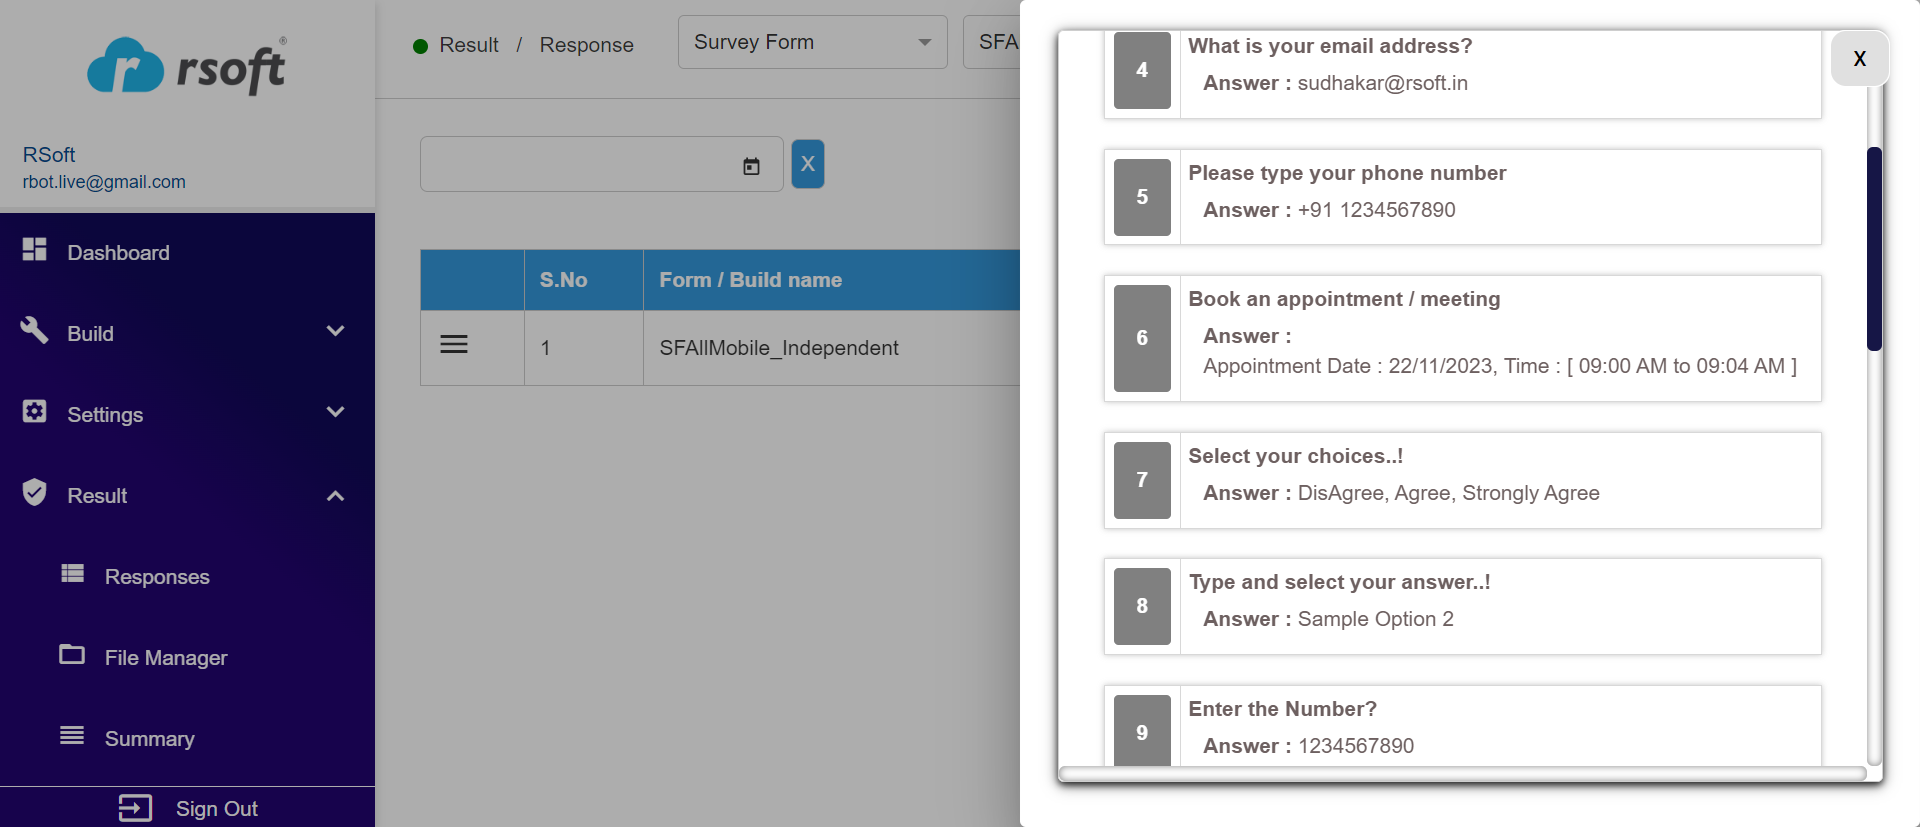 rsoft®
RSoft
rbot.live@gmail.com
Dashboard
Build
Settings
Result
Responses
File Manager
Summary
Sign Out
Result / Response
Survey Form
SFA
X
S.No
Form / Build name
1
SFAllMobile_Independent
X
4
What is your email address?
Answer : sudhakar@rsoft.in
5
Please type your phone number
Answer : +91 1234567890
6
Book an appointment / meeting
Answer :
Appointment Date : 22/11/2023, Time : [ 09:00 AM to 09:04 AM ]
7
Select your choices..!
Answer : DisAgree, Agree, Strongly Agree
8
Type and select your answer..!
Answer : Sample Option 2
9
Enter the Number?
Answer : 1234567890